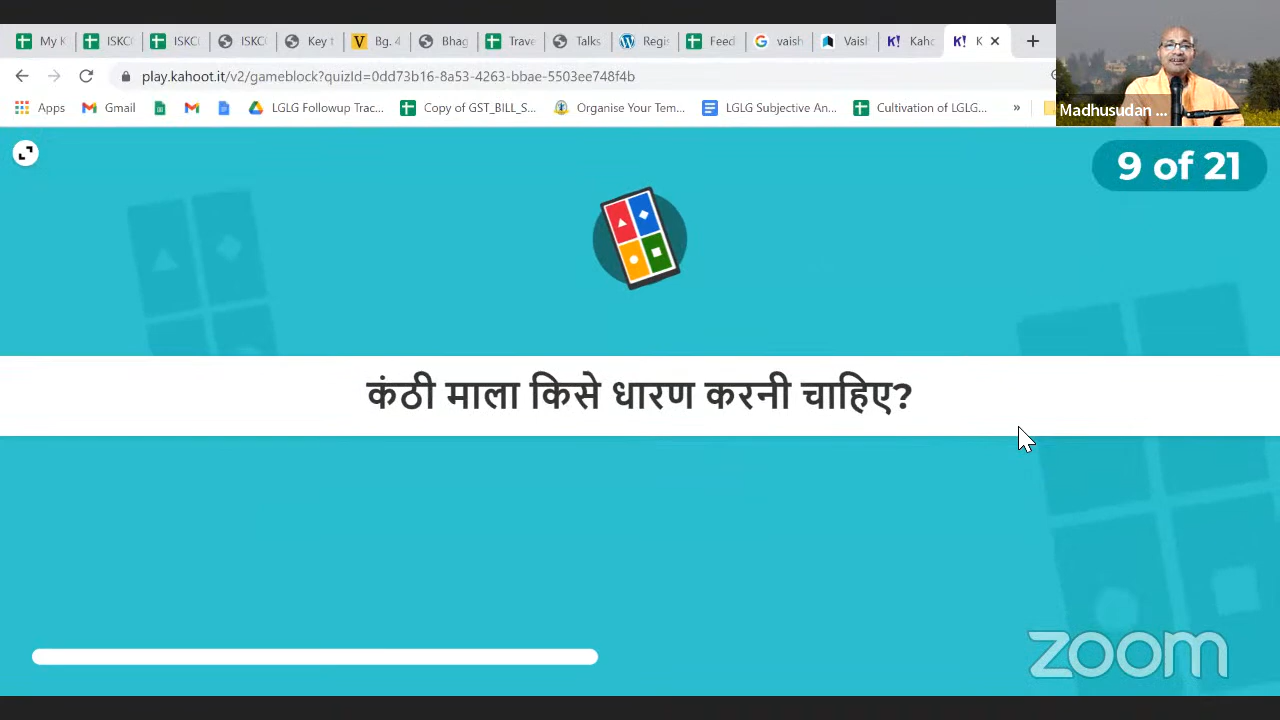 My K
ISKC
ISKC
ISKC
Key t
Bg. 4
Bhag
Trave
Talks
Regis
Feed
vaish
Vaish
Kaho
K
play.kahoot.it/v2/gameblock?quizId=0dd73b16-8a53-4263-bbae-5503ee748f4b
Apps
Gmail
LGLG Followup Trac...
Copy of GST_BILL_S...
Organise Your Tem...
LGLG Subjective An...
Cultivation of LGLG...
»
Madhusudan ...
9 of 21
कंठी माला किसे धारण करनी चाहिए?
zoom